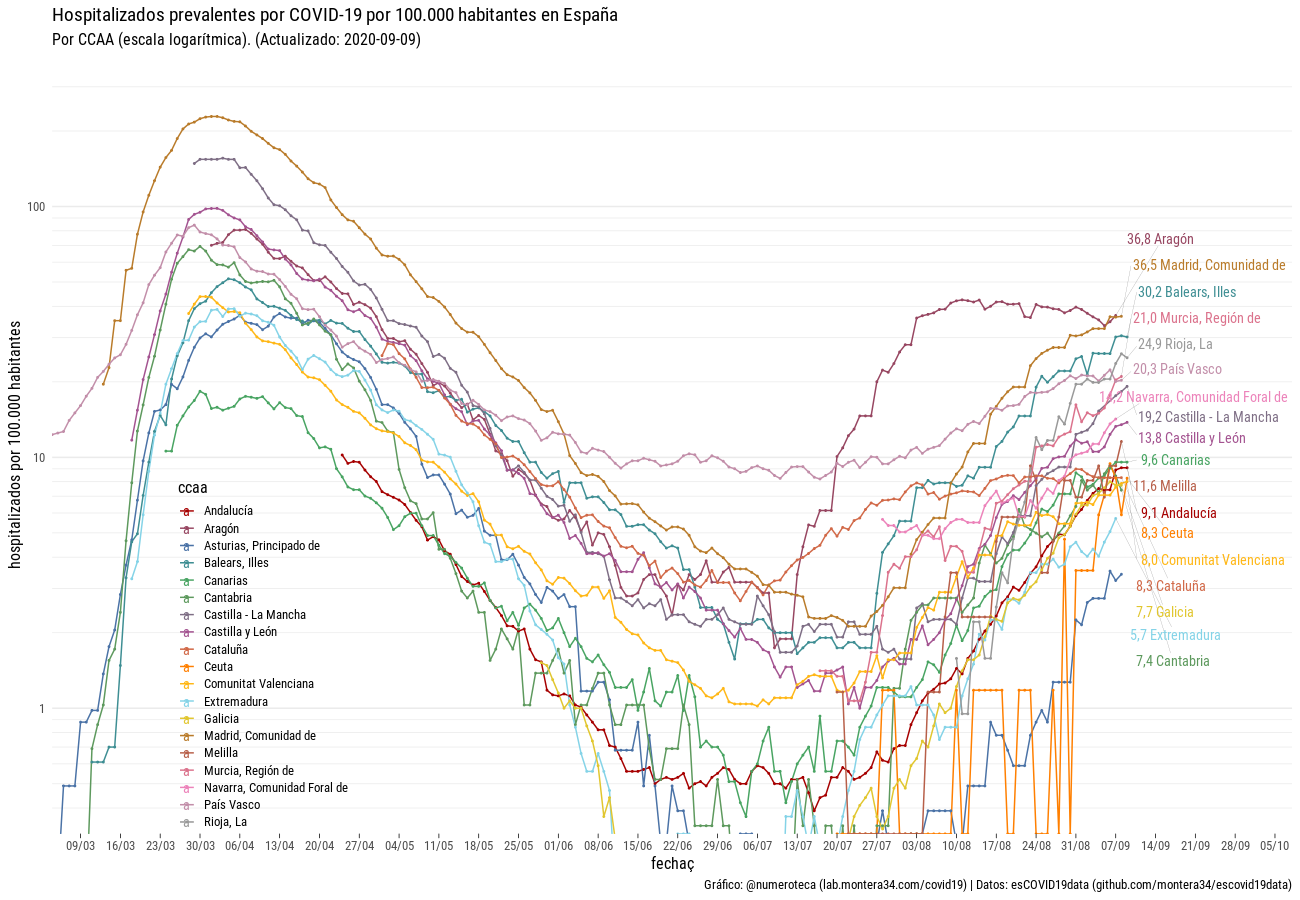 Hospitalizados prevalentes por COVID-19 por 100.000 habitantes en España
Por CCAA (escala logarítmica). (Actualizado: 2020-09-09)
hospitalizados por 100.000 habitantes
100
10
1
36,8 Aragón
36,5 Madrid, Comunidad de
30,2 Balears, Illes
21,0 Murcia, Región de
24,9 Rioja, La
20,3 País Vasco
14,2 Navarra, Comunidad Foral de
19,2 Castilla - La Mancha
13,8 Castilla y León
9,6 Canarias
11,6 Melilla
9,1 Andalucía
8,3 Ceuta
8,0 Comunitat Valenciana
8,3 Cataluña
7,7 Galicia
5,7 Extremadura
7,4 Cantabria
ccaa
Andalucía
Aragón
Asturias, Principado de
Balears, Illes
Canarias
Cantabria
Castilla - La Mancha
Castilla y León
Cataluña
Ceuta
Comunitat Valenciana
Extremadura
Galicia
Madrid, Comunidad de
Melilla
Murcia, Región de
Navarra, Comunidad Foral de
País Vasco
Rioja, La
09/03 16/03 23/03 30/03 06/04 13/04 20/04 27/04 04/05 11/05 18/05 25/05 01/06 08/06 15/06 22/06 29/06 06/07 13/07 20/07 27/07 03/08 10/08 17/08 24/08 31/08 07/09 14/09 21/09 28/09 05/10
fechaç
Gráfico: @numeroteca (lab.montera34.com/covid19) | Datos: esCOVID19data (github.com/montera34/escovid19data)